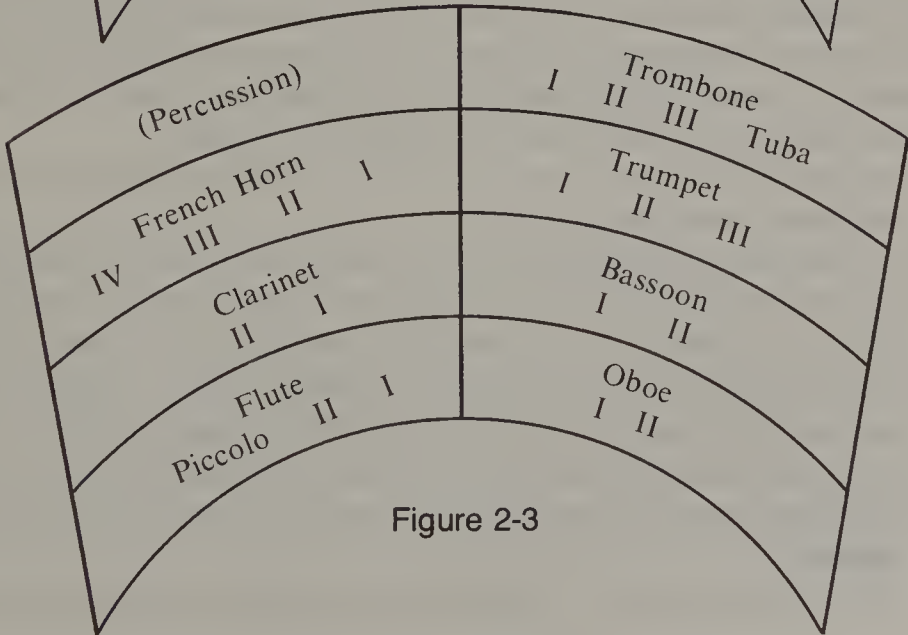 (Percussion)
Trombone
I II III Tuba
French Horn
IV III II I
Trumpet
I II III
Clarinet
II I
Bassoon
I II
Flute
Piccolo II I
Oboe
I II
Figure 2-3